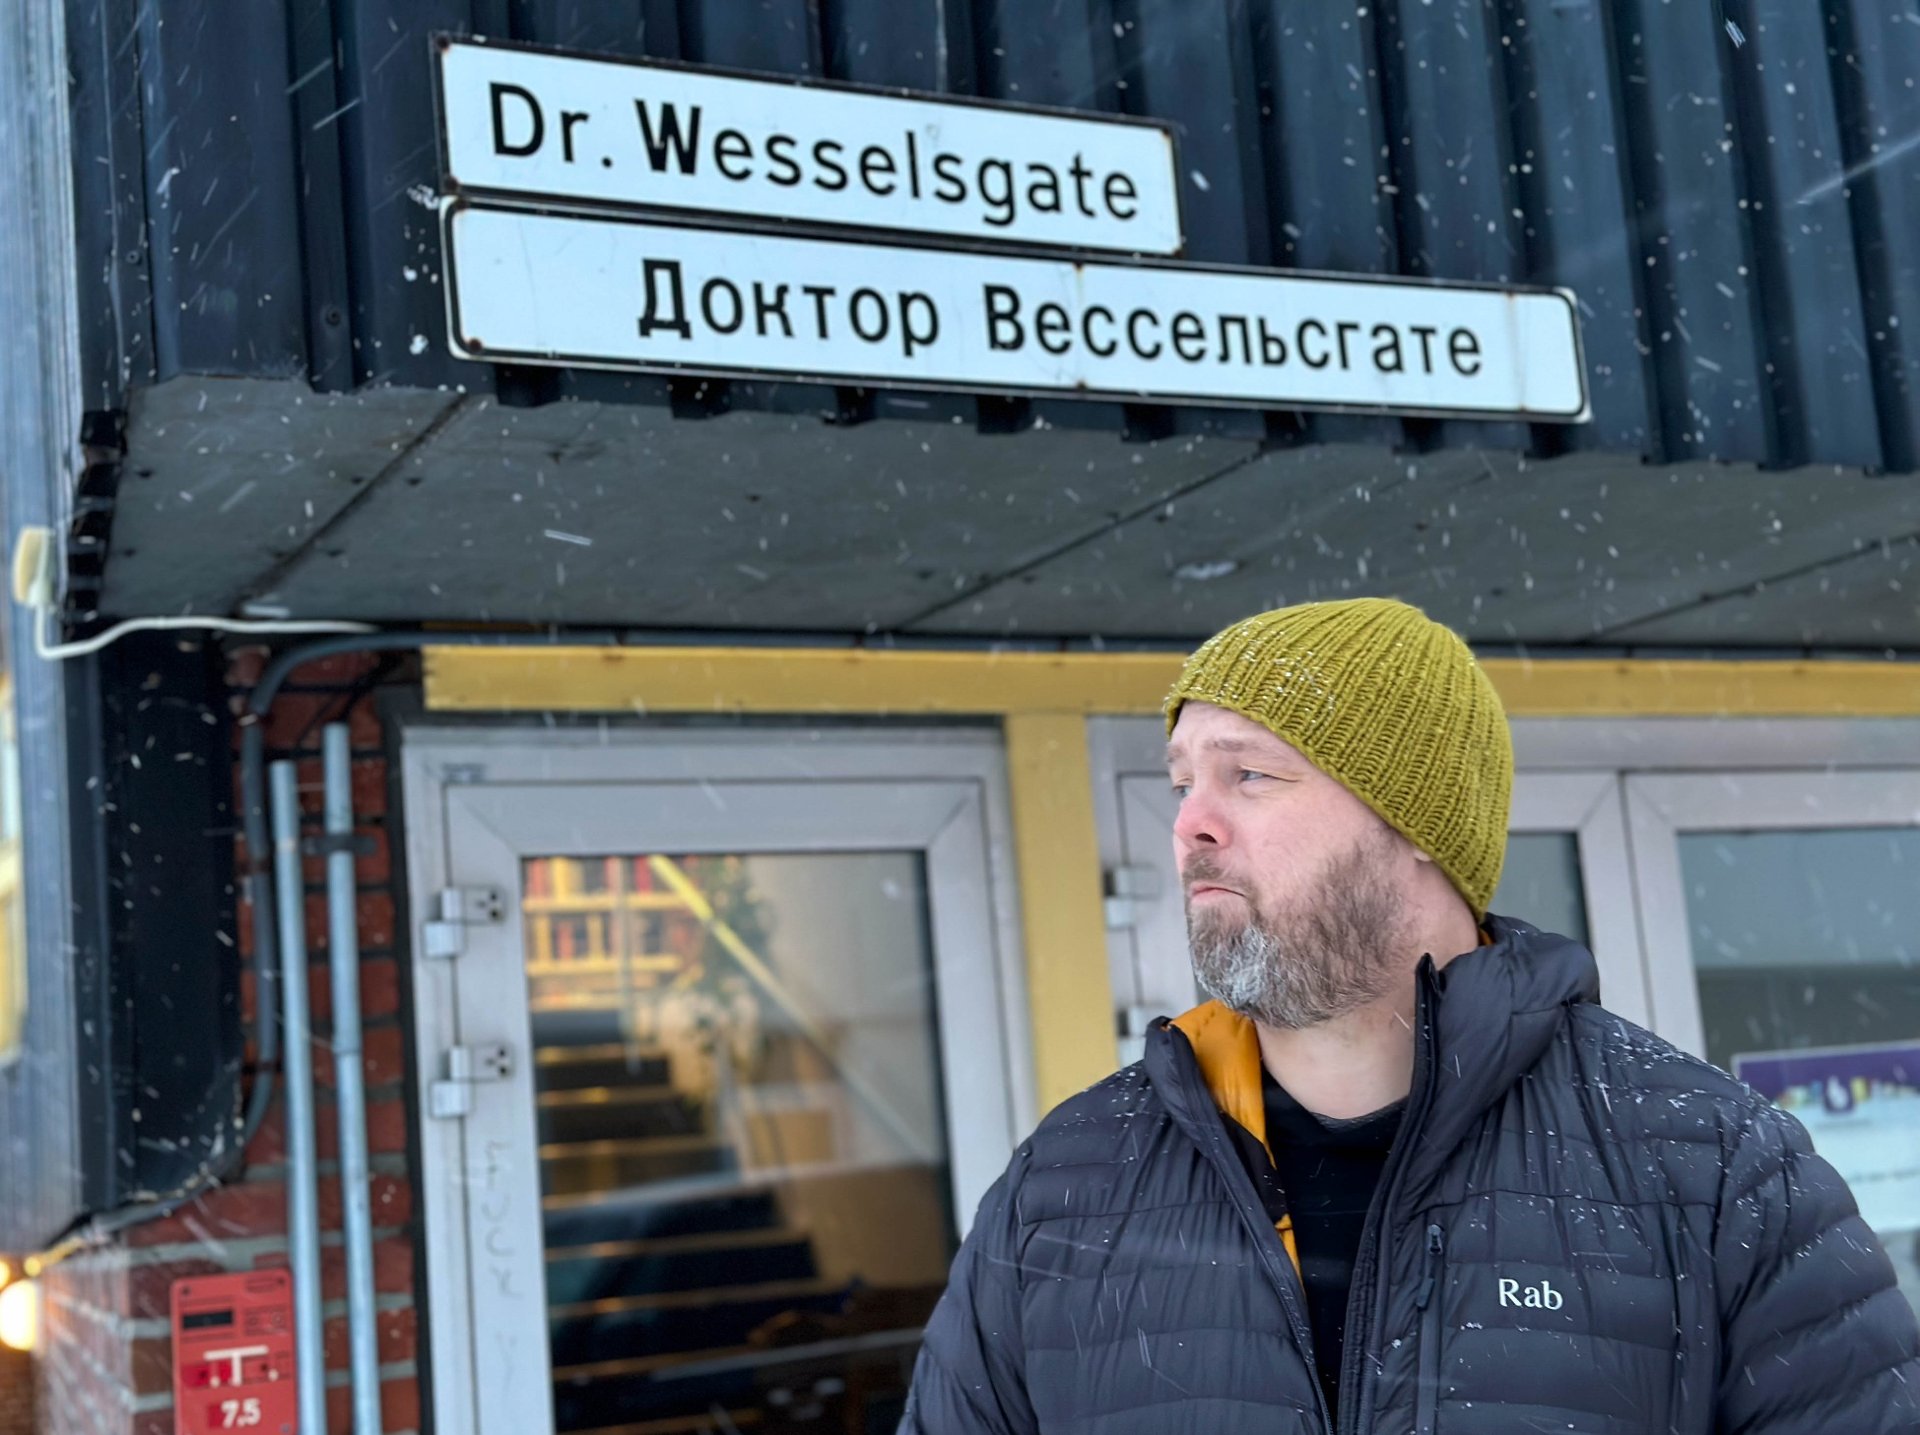 Dr. Wesselsgate
Доктор Вессельсгате
Rab
7,5